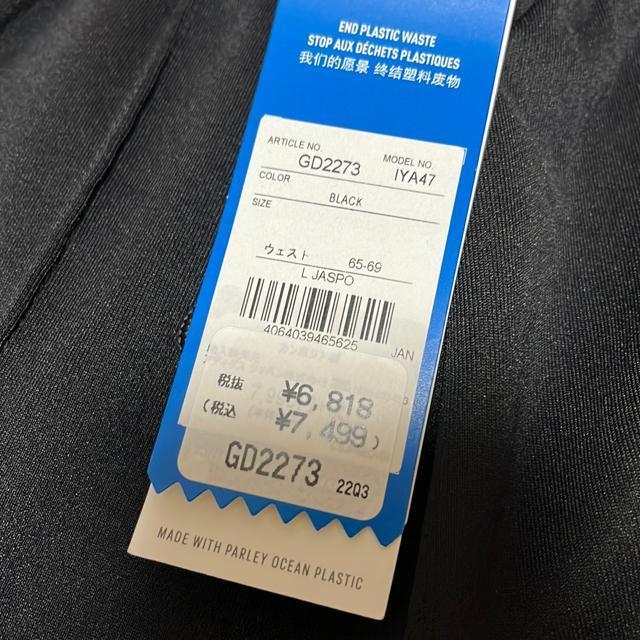 END PLASTIC WASTE
STOP AUX DÉCHETS PLASTIQUES
我们的愿景 终结塑料废物
ARTICLE NO. GD2273 MODEL NO. IYA47
COLOR BLACK
SIZE
ウェスト 65-69
L JASPO
4064039465625 JAN
税抜 ¥6,818
(税込 ¥7,499)
GD2273 22Q3
MADE WITH PARLEY OCEAN PLASTIC